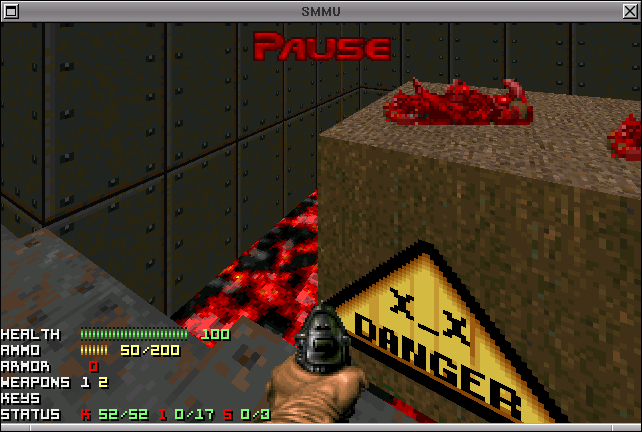 SMMU
PAUSE
X_X
DANGER
HEALTH 100
AMMO 50/200
ARMOR 0
WEAPONS 1 2
KEYS
STATUS K 52/52 I 0/17 S 0/3